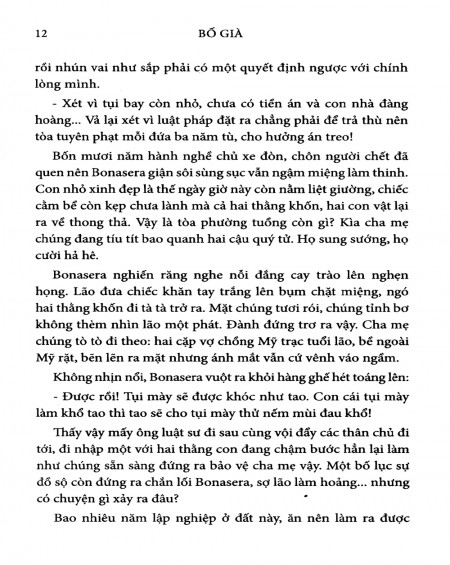 12 BỐ GIÀ
rồi nhún vai như sắp phải có một quyết định ngược với chính
lòng mình.
- Xét vì tụi bay còn nhỏ, chưa có tiền án và con nhà đàng
hoàng... Vả lại xét vì luật pháp đặt ra chẳng phải để trả thù nên
tòa tuyên phạt mỗi đứa ba năm tù, cho hưởng án treo!
Bốn mươi năm hành nghề chủ xe đòn, chôn người chết đã
quen nên Bonasera giận sôi sùng sục vẫn ngậm miệng làm thinh.
Con nhỏ xinh đẹp là thế ngày giờ này còn nằm liệt giường, chiếc
cằm bể còn kẹp chưa lành mà cả hai thằng khốn, hai con vật lại
ra về thong thả. Vậy là tòa phường tuồng còn gì? Kìa cha mẹ
chúng đang tíu tít bao quanh hai cậu quý tử. Họ sung sướng, họ
cười hả hê.
Bonasera nghiến răng nghe nỗi đắng cay trào lên nghẹn
họng. Lão đưa chiếc khăn tay trắng lên bụm chặt miệng, ngó
hai thằng khốn đi tà tà trở ra. Mặt chúng tươi rói, chúng tỉnh bơ
không thèm nhìn lão một phát. Đành đứng trơ ra vậy. Cha mẹ
chúng tò tò đi theo: hai cặp vợ chồng Mỹ trạc tuổi lão, bề ngoài
Mỹ rặt, bẽn lẽn ra mặt nhưng ánh mắt vẫn cứ vênh váo ngầm.
Không nhịn nổi, Bonasera vuột ra khỏi hàng ghế hét toáng lên:
- Được rồi! Tụi mày sẽ được khóc như tao. Con cái tụi mày
làm khổ tao thì tao sẽ cho tụi mày thử nếm mùi đau khổ!
Thấy vậy mấy ông luật sư đi sau cùng vội đẩy các thân chủ đi
tới, đi nhập một với hai thằng con đang chậm bước hẳn lại làm
như chúng sẵn sàng đứng ra bảo vệ cha mẹ vậy. Một bố lục sự
đồ sộ còn đứng ra chắn lối Bonasera, sợ lão làm hoảng... nhưng
có chuyện gì xảy ra đâu?
Bao nhiêu năm lập nghiệp ở đất này, ăn nên làm ra được